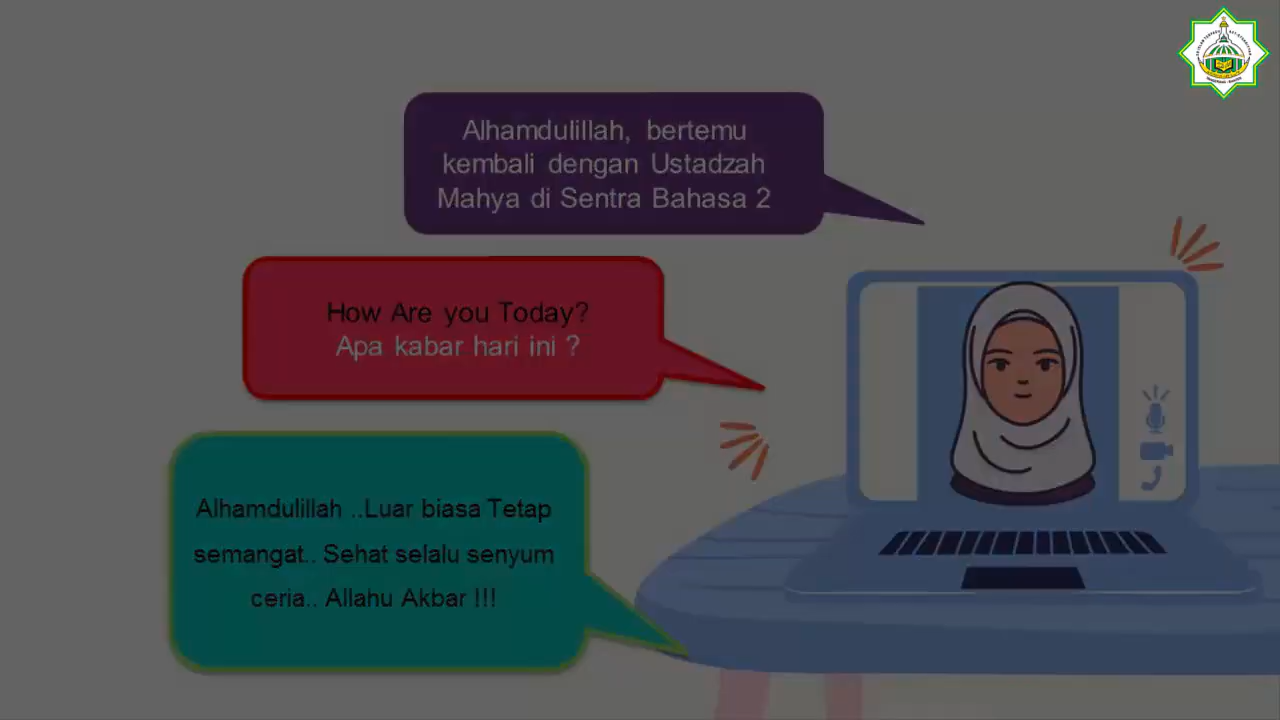 Alhamdulillah, bertemu
kembali dengan Ustadzah
Mahya di Sentra Bahasa 2
How Are you Today?
Apa kabar hari ini ?
Alhamdulillah ..Luar biasa Tetap
semangat.. Sehat selalu senyum
ceria.. Allahu Akbar !!!